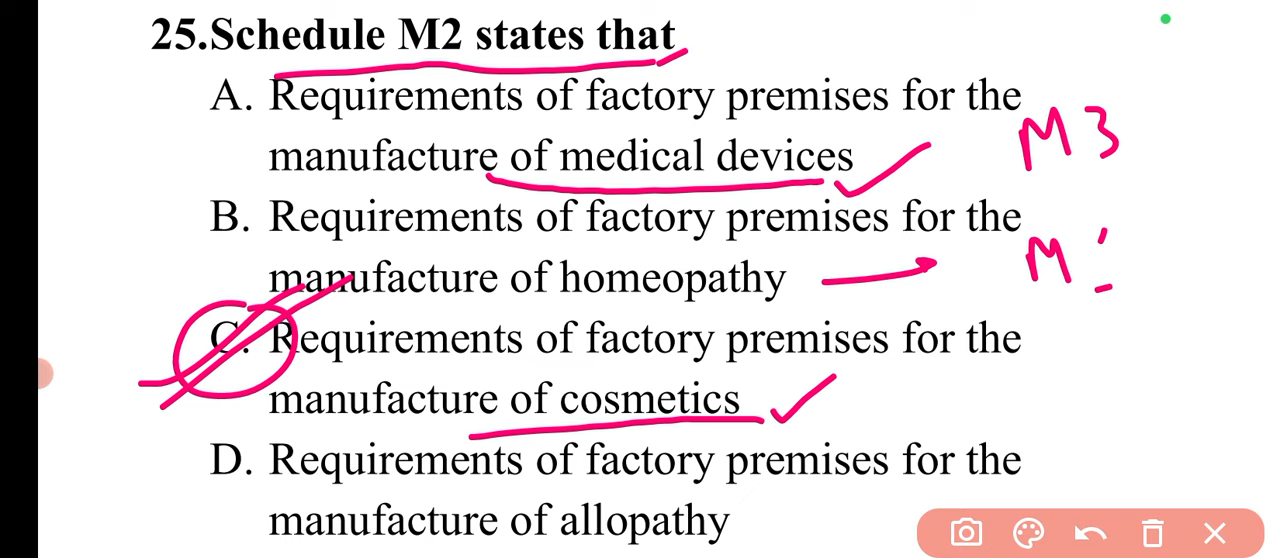 25.Schedule M2 states that
A. Requirements of factory premises for the
manufacture of medical devices
M3
B. Requirements of factory premises for the
manufacture of homeopathy
M
C. Requirements of factory premises for the
manufacture of cosmetics
D. Requirements of factory premises for the
manufacture of allopathy